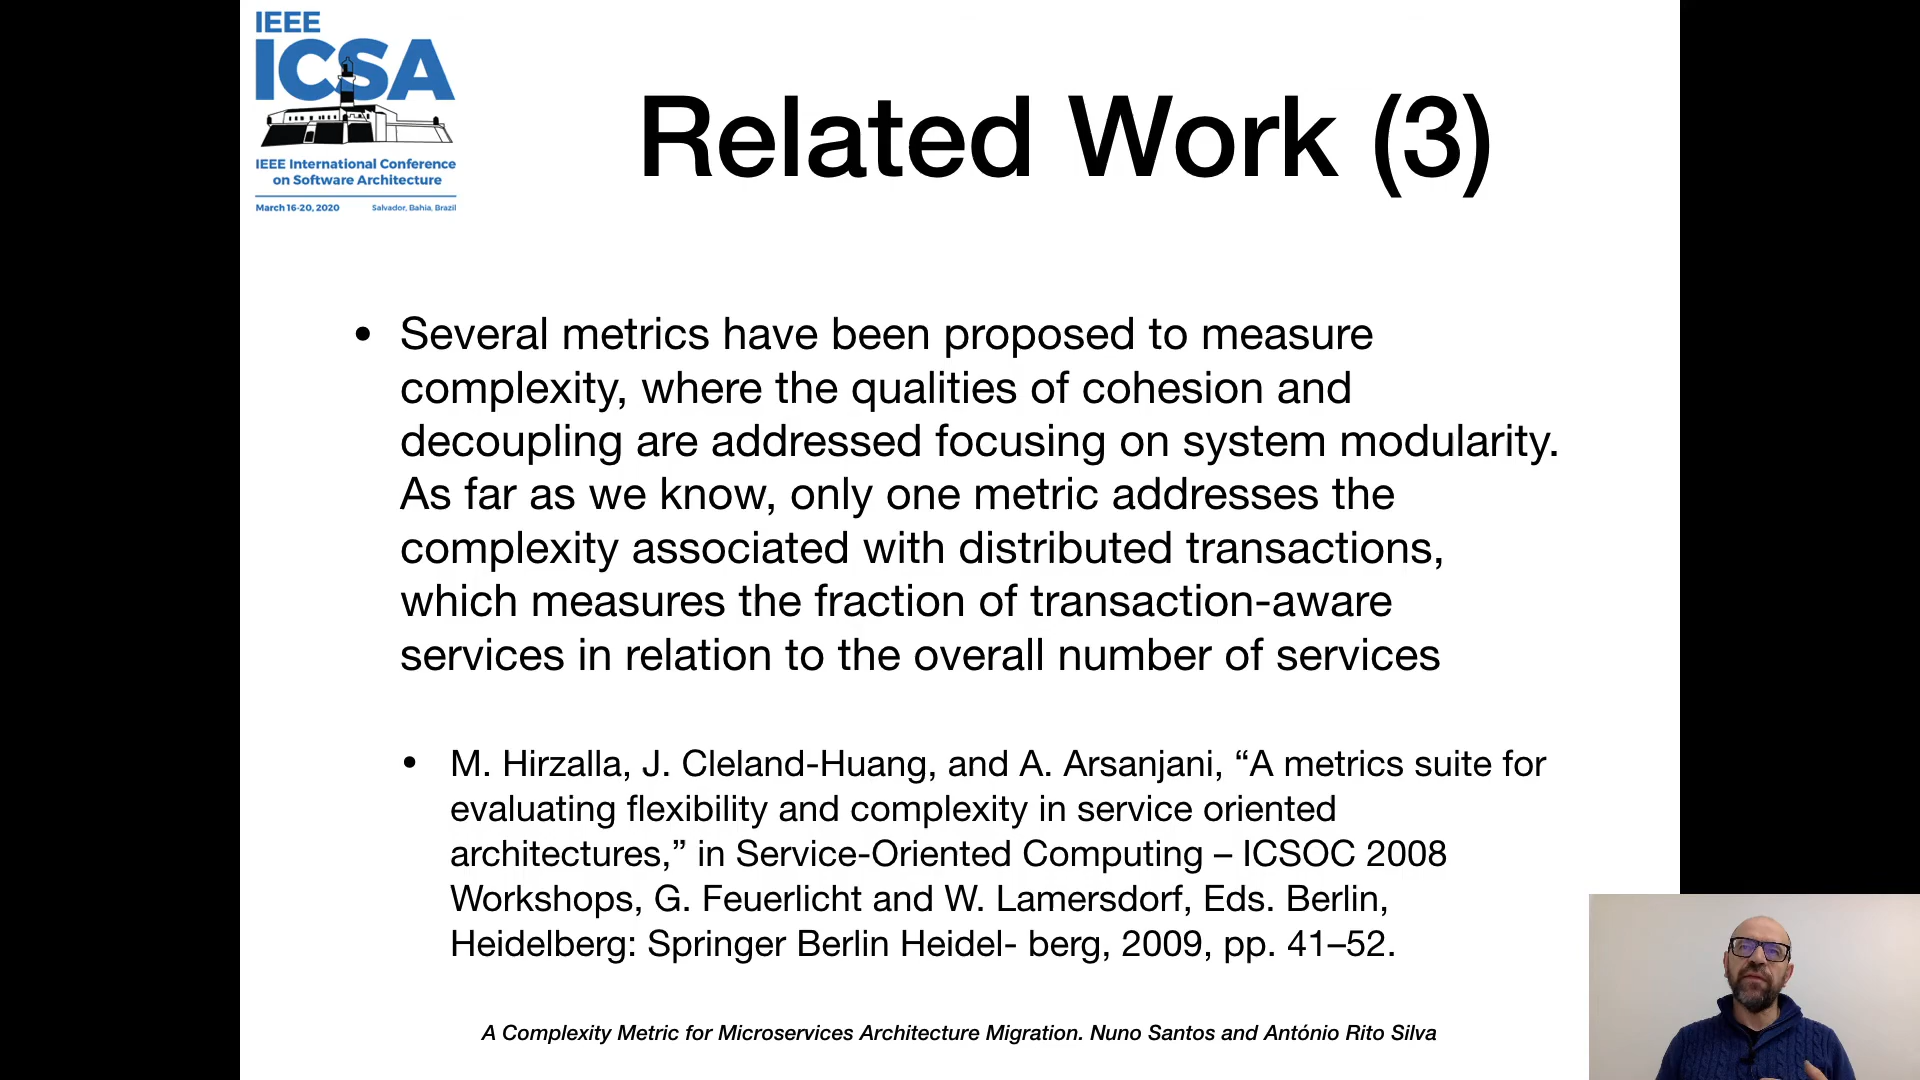 IEEE
ICSA
IEEE International Conference
on Software Architecture
March 16-20, 2020 Salvador, Bahia, Brazil
Related Work (3)
• Several metrics have been proposed to measure
complexity, where the qualities of cohesion and
decoupling are addressed focusing on system modularity.
As far as we know, only one metric addresses the
complexity associated with distributed transactions,
which measures the fraction of transaction-aware
services in relation to the overall number of services
• M. Hirzalla, J. Cleland-Huang, and A. Arsanjani, “A metrics suite for
evaluating flexibility and complexity in service oriented
architectures,” in Service-Oriented Computing – ICSOC 2008
Workshops, G. Feuerlicht and W. Lamersdorf, Eds. Berlin,
Heidelberg: Springer Berlin Heidel- berg, 2009, pp. 41–52.
A Complexity Metric for Microservices Architecture Migration. Nuno Santos and António Rito Silva